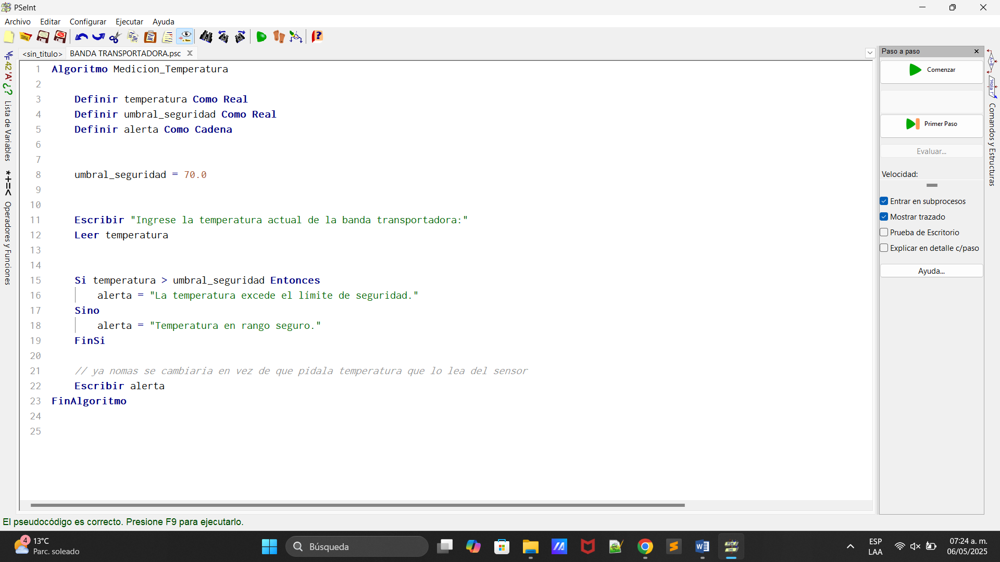 PSeInt
Archivo Editar Configurar Ejecutar Ayuda
<sin_titulo> BANDA TRANSPORTADORA.psc
1 Algoritmo Medicion_Temperatura
2
3 Definir temperatura Como Real
4 Definir umbral_seguridad Como Real
5 Definir alerta Como Cadena
6
7
8 umbral_seguridad = 70.0
9
10
11 Escribir "Ingrese la temperatura actual de la banda transportadora:"
12 Leer temperatura
13
14
15 Si temperatura > umbral_seguridad Entonces
16 alerta = "La temperatura excede el límite de seguridad."
17 Sino
18 alerta = "Temperatura en rango seguro."
19 FinSi
20
21 // ya nomas se cambiaria en vez de que pidala temperatura que lo lea del sensor
22 Escribir alerta
23 FinAlgoritmo
24
25
42 'A' ¿? Lista de Variables
*+=< Operadores y Funciones
Paso a paso
Comenzar
Primer Paso
Evaluar...
Velocidad:
Entrar en subprocesos
Mostrar trazado
Prueba de Escritorio
Explicar en detalle c/paso
Ayuda...
A>B
"Hola !"
Comandos y Estructuras
El pseudocódigo es correcto. Presione F9 para ejecutarlo.
4
13°C
Parc. soleado
Búsqueda
ESP
LAA
07:24 a. m.
06/05/2025